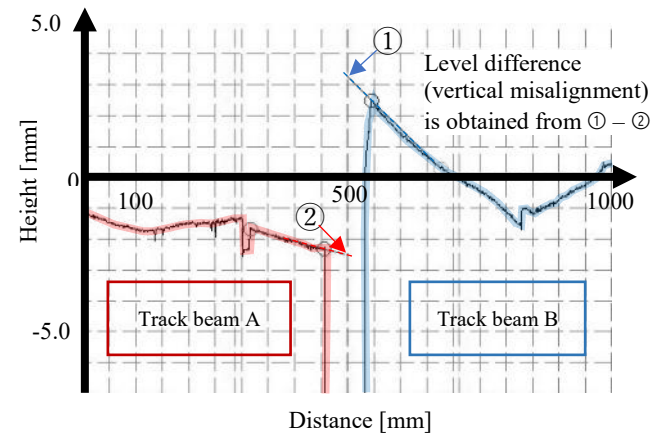 5.0
①
Level difference
(vertical misalignment)
is obtained from ① – ②
Height [mm]
0
100
500
1000
②
Track beam A
Track beam B
-5.0
Distance [mm]